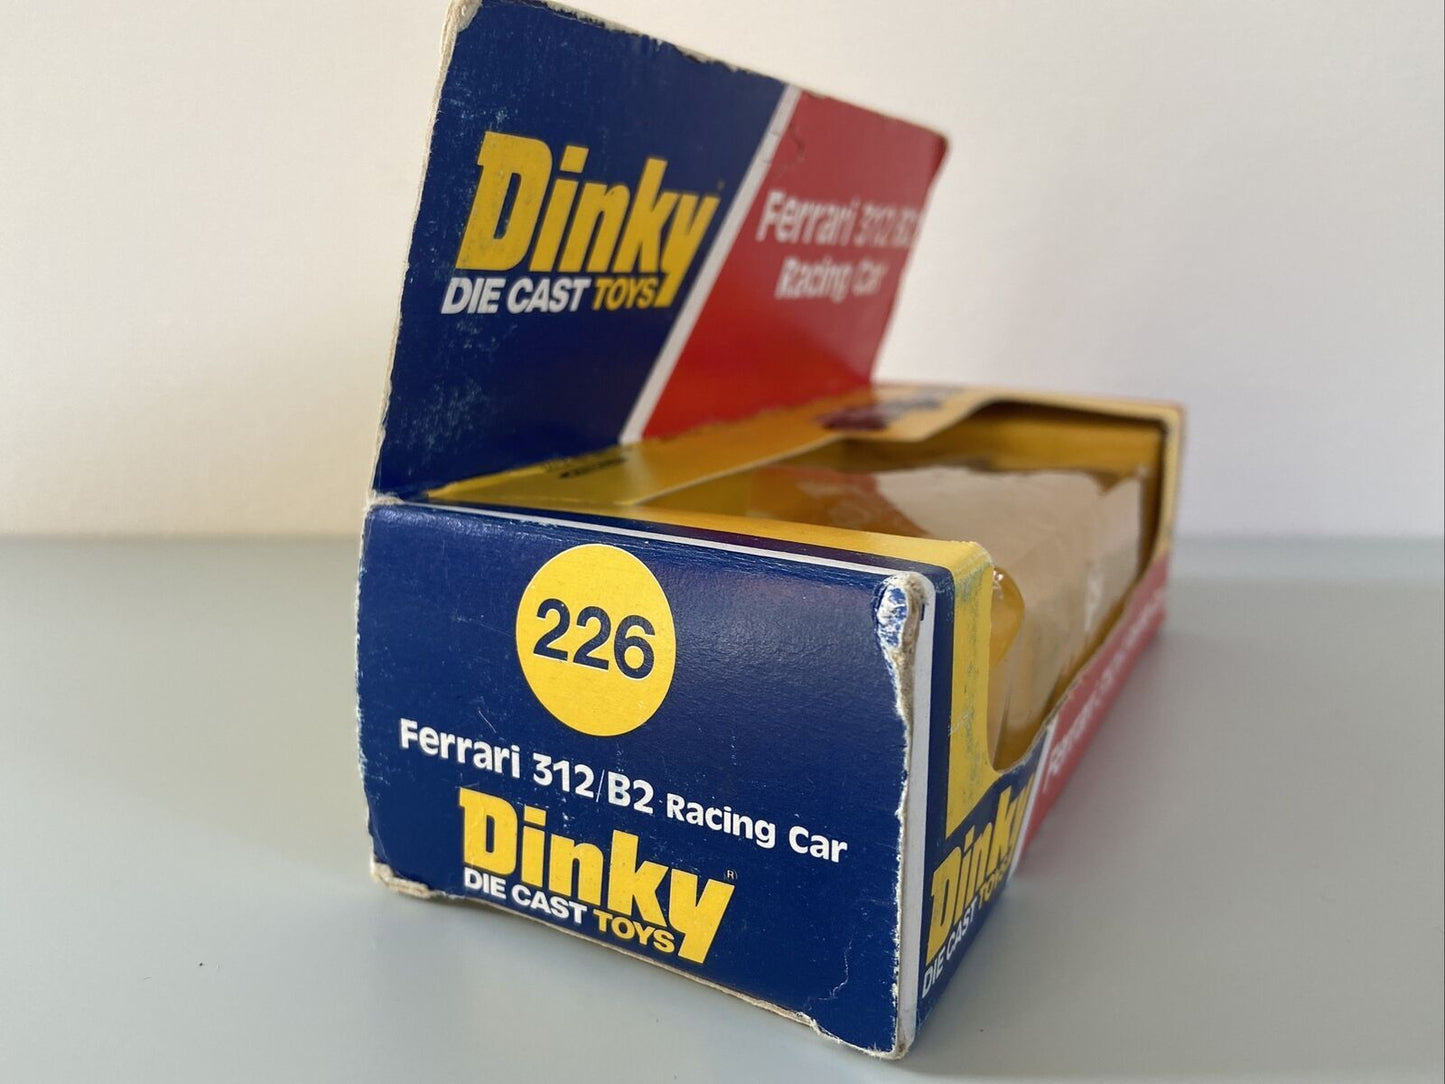 Dinky
DIE CAST TOYS
Ferrari 312/B2
Racing Car
226
Ferrari 312/B2 Racing Car
Dinky®
DIE CAST TOYS
Dinky
DIE CAST TOYS
Ferrari